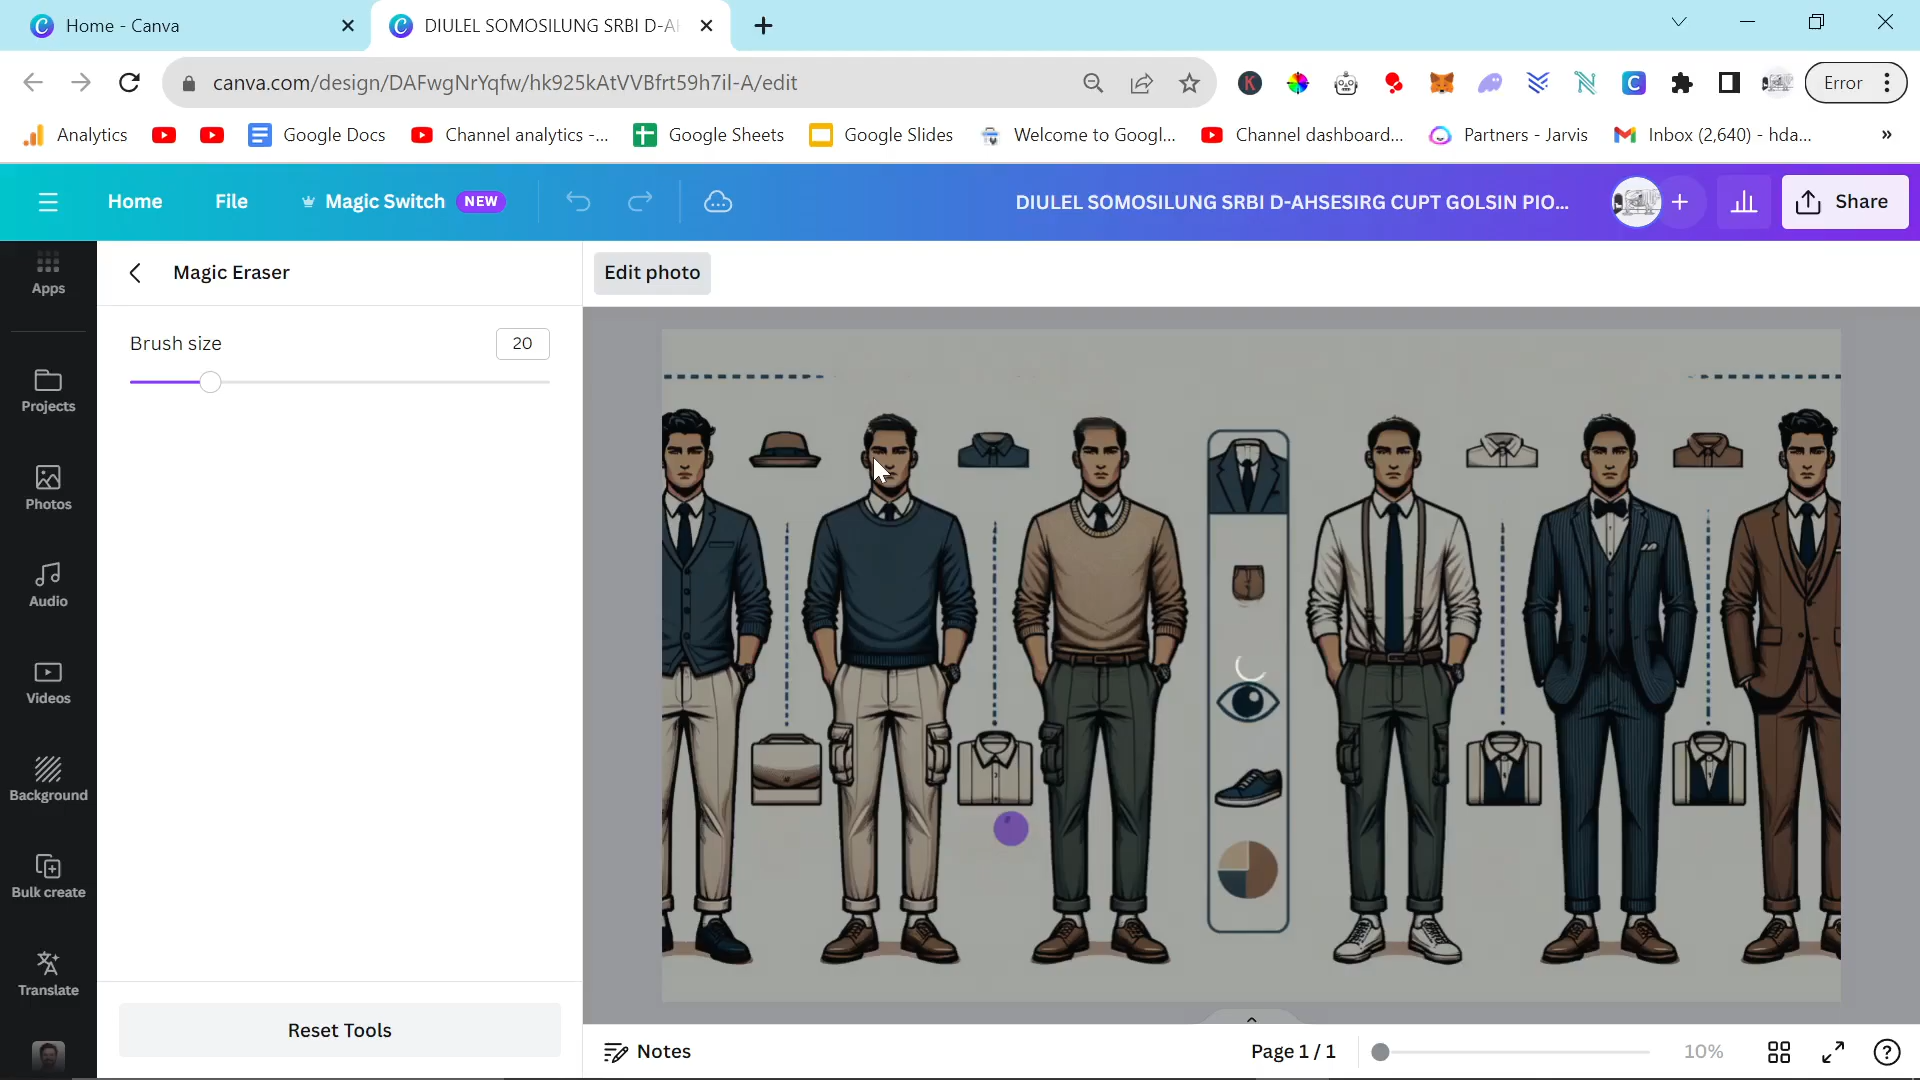 Home - Canva
DIULEL SOMOSILUNG SRBI D-AH
canva.com/design/DAFwgNrYqfw/hk925kAtVVBfrt59h7il-A/edit
Error
Analytics
Google Docs
Channel analytics -...
Google Sheets
Google Slides
Welcome to Googl...
Channel dashboard...
Partners - Jarvis
Inbox (2,640) - hda...
»
Home
File
Magic Switch
NEW
DIULEL SOMOSILUNG SRBI D-AHSESIRG CUPT GOLSIN PIO...
Share
Apps
Magic Eraser
Edit photo
Brush size
20
Projects
Photos
Audio
Videos
Background
Bulk create
Translate
Reset Tools
Notes
Page 1 / 1
10%